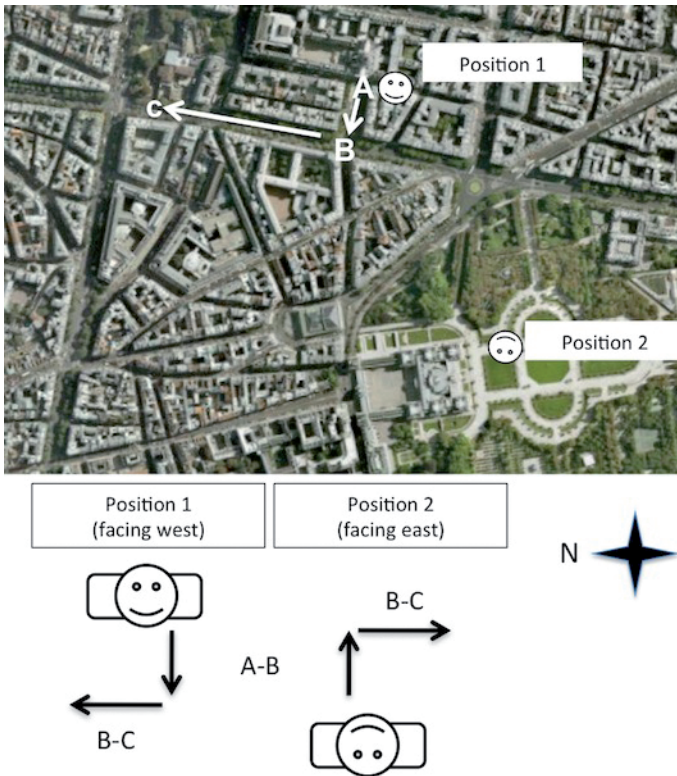 Position 1
A
C
B
Position 2
Position 1
(facing west)
Position 2
(facing east)
N
B-C
A-B
B-C